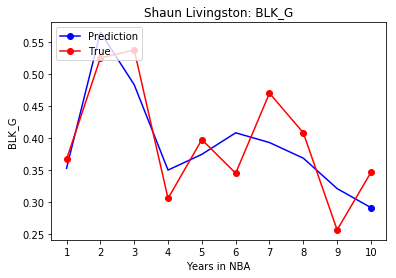 Shaun Livingston: BLK_G
Prediction
True
BLK_G
0.55
0.50
0.45
0.40
0.35
0.30
0.25
1 2 3 4 5 6 7 8 9 10
Years in NBA